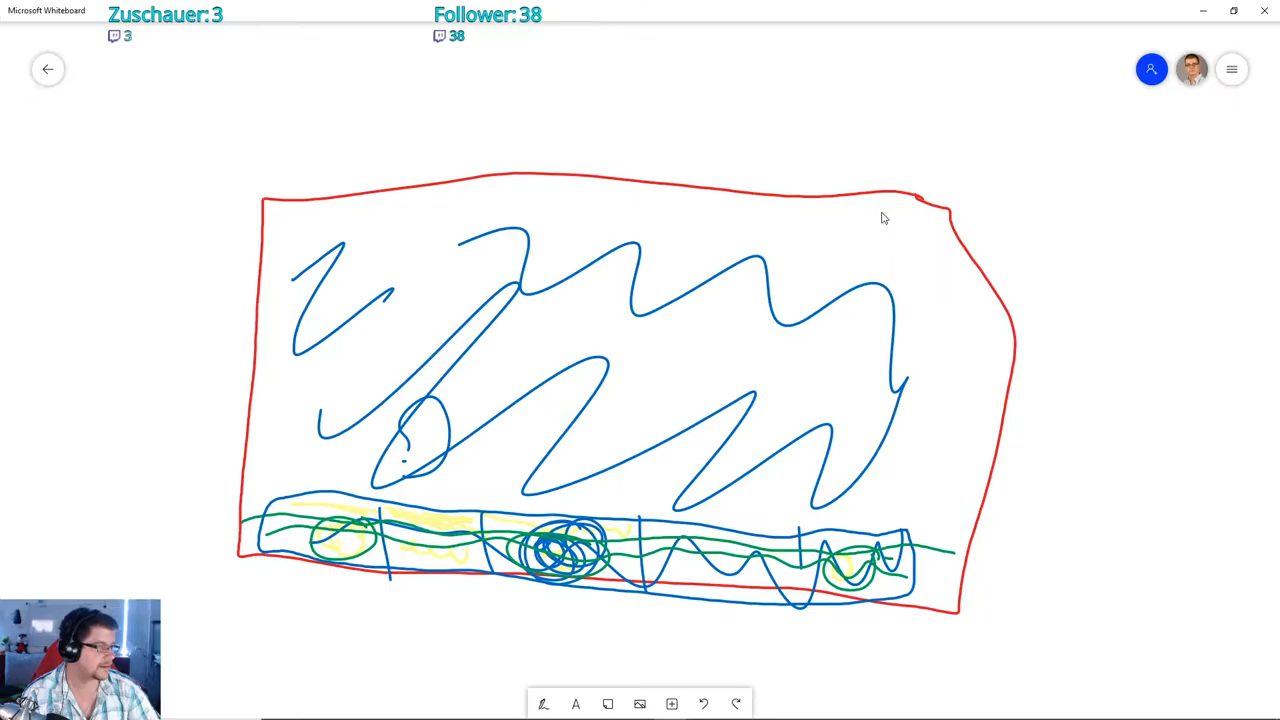 Microsoft Whiteboard
Zuschauer: 3
Follower: 38
3
38
A